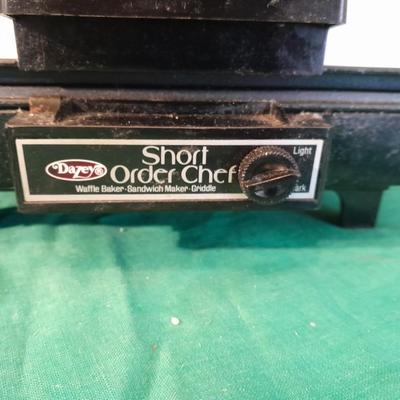 Dazey®
Short
Order Chef
Waffle Baker-Sandwich Maker-Griddle
Light